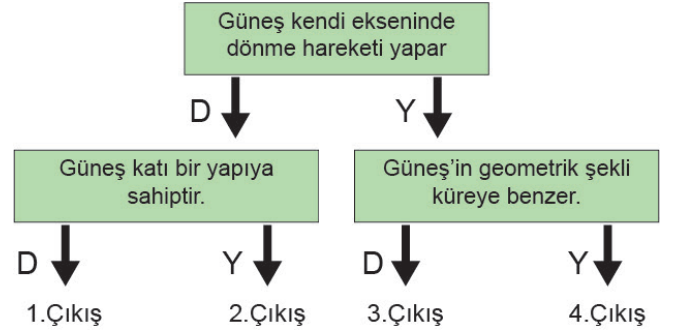 Güneş kendi ekseninde
dönme hareketi yapar
D
Y
Güneş katı bir yapıya
sahiptir.
Güneş’in geometrik şekli
küreye benzer.
D
Y
D
Y
1.Çıkış
2.Çıkış
3.Çıkış
4.Çıkış